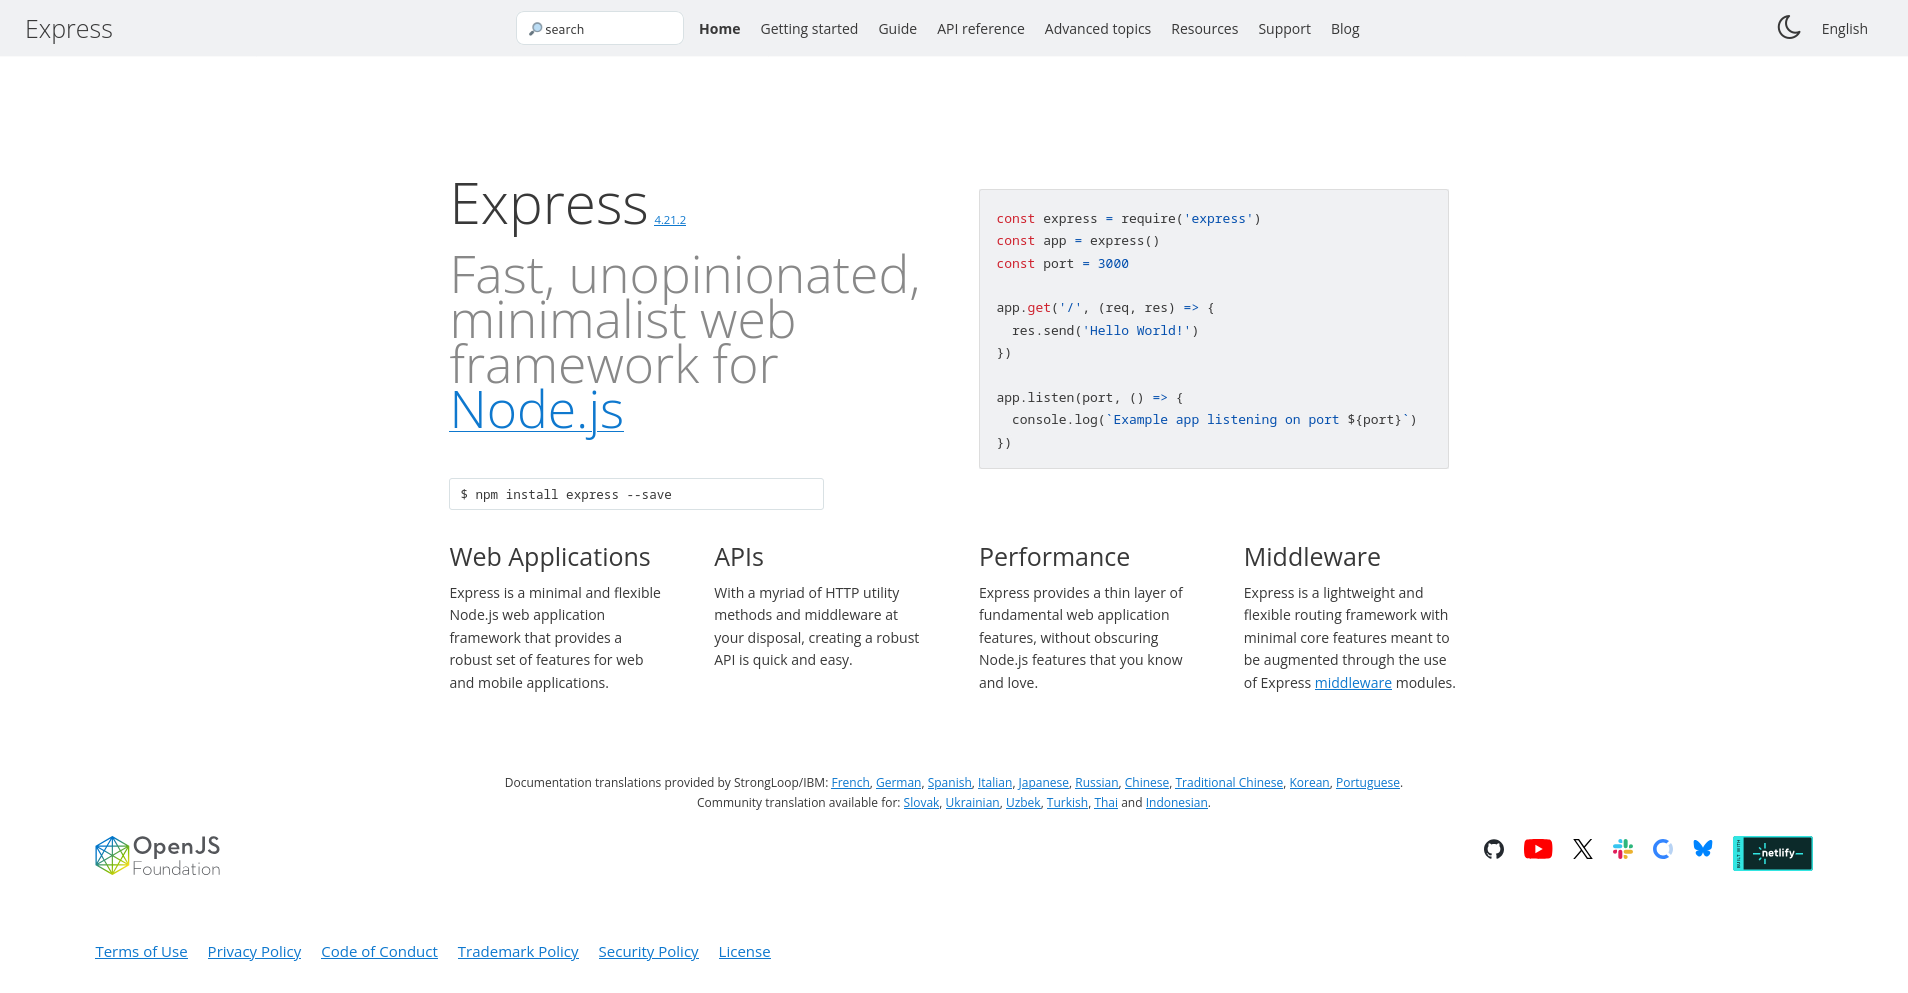 Express
search
Home Getting started Guide API reference Advanced topics Resources Support Blog
English
Express 4.21.2
Fast, unopinionated,
minimalist web
framework for
Node.js
$ npm install express --save
const express = require('express')
const app = express()
const port = 3000
app.get('/', (req, res) => {
  res.send('Hello World!')
})
app.listen(port, () => {
  console.log(`Example app listening on port ${port}`)
})
Web Applications
Express is a minimal and flexible
Node.js web application
framework that provides a
robust set of features for web
and mobile applications.
APIs
With a myriad of HTTP utility
methods and middleware at
your disposal, creating a robust
API is quick and easy.
Performance
Express provides a thin layer of
fundamental web application
features, without obscuring
Node.js features that you know
and love.
Middleware
Express is a lightweight and
flexible routing framework with
minimal core features meant to
be augmented through the use
of Express middleware modules.
Documentation translations provided by StrongLoop/IBM: French, German, Spanish, Italian, Japanese, Russian, Chinese, Traditional Chinese, Korean, Portuguese.
Community translation available for: Slovak, Ukrainian, Uzbek, Turkish, Thai and Indonesian.
OpenJS
Foundation
BUILT WITH
netlify
Terms of Use Privacy Policy Code of Conduct Trademark Policy Security Policy License